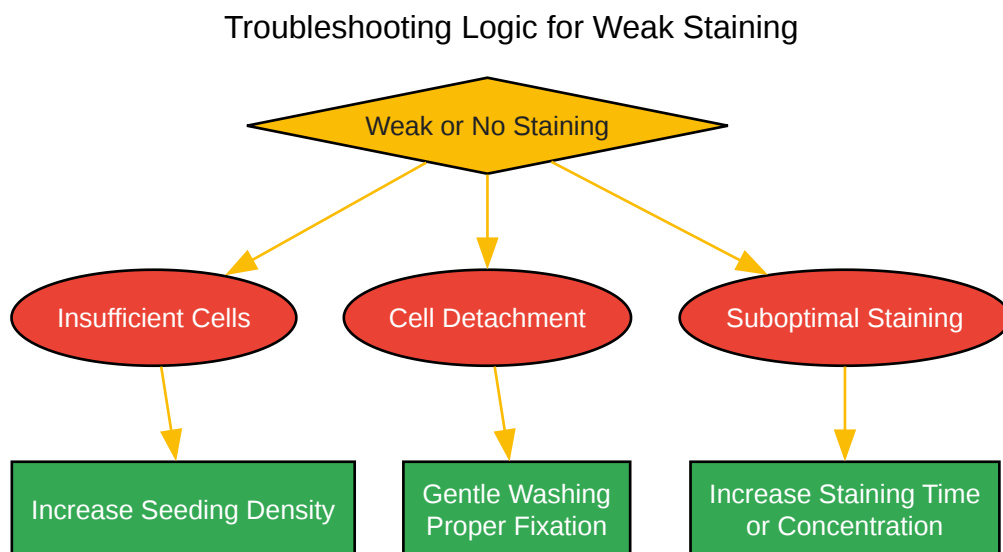 Troubleshooting Logic for Weak Staining
Weak or No Staining
Insufficient Cells
Cell Detachment
Suboptimal Staining
Increase Seeding Density
Gentle Washing
Proper Fixation
Increase Staining Time
or Concentration